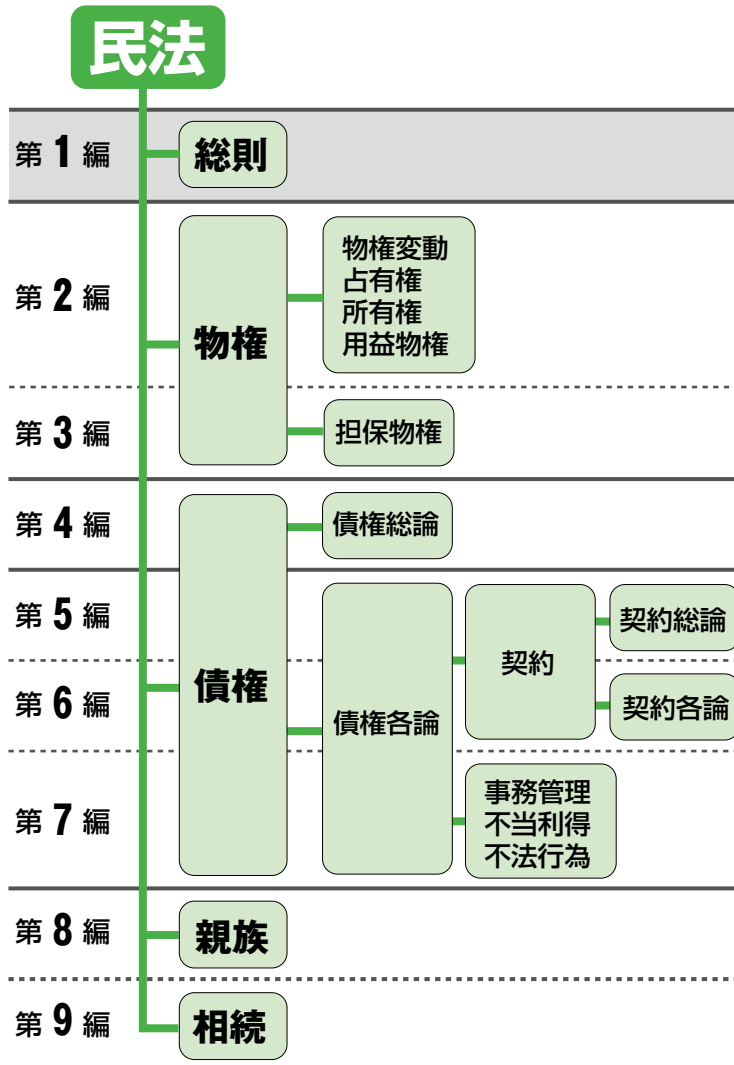 民法
第1編
総則
第2編
物権
物権変動
占有権
所有権
用益物権
第3編
担保物権
第4編
債権
債権総論
第5編
債権各論
契約
契約総論
第6編
契約各論
第7編
事務管理
不当利得
不法行為
第8編
親族
第9編
相続